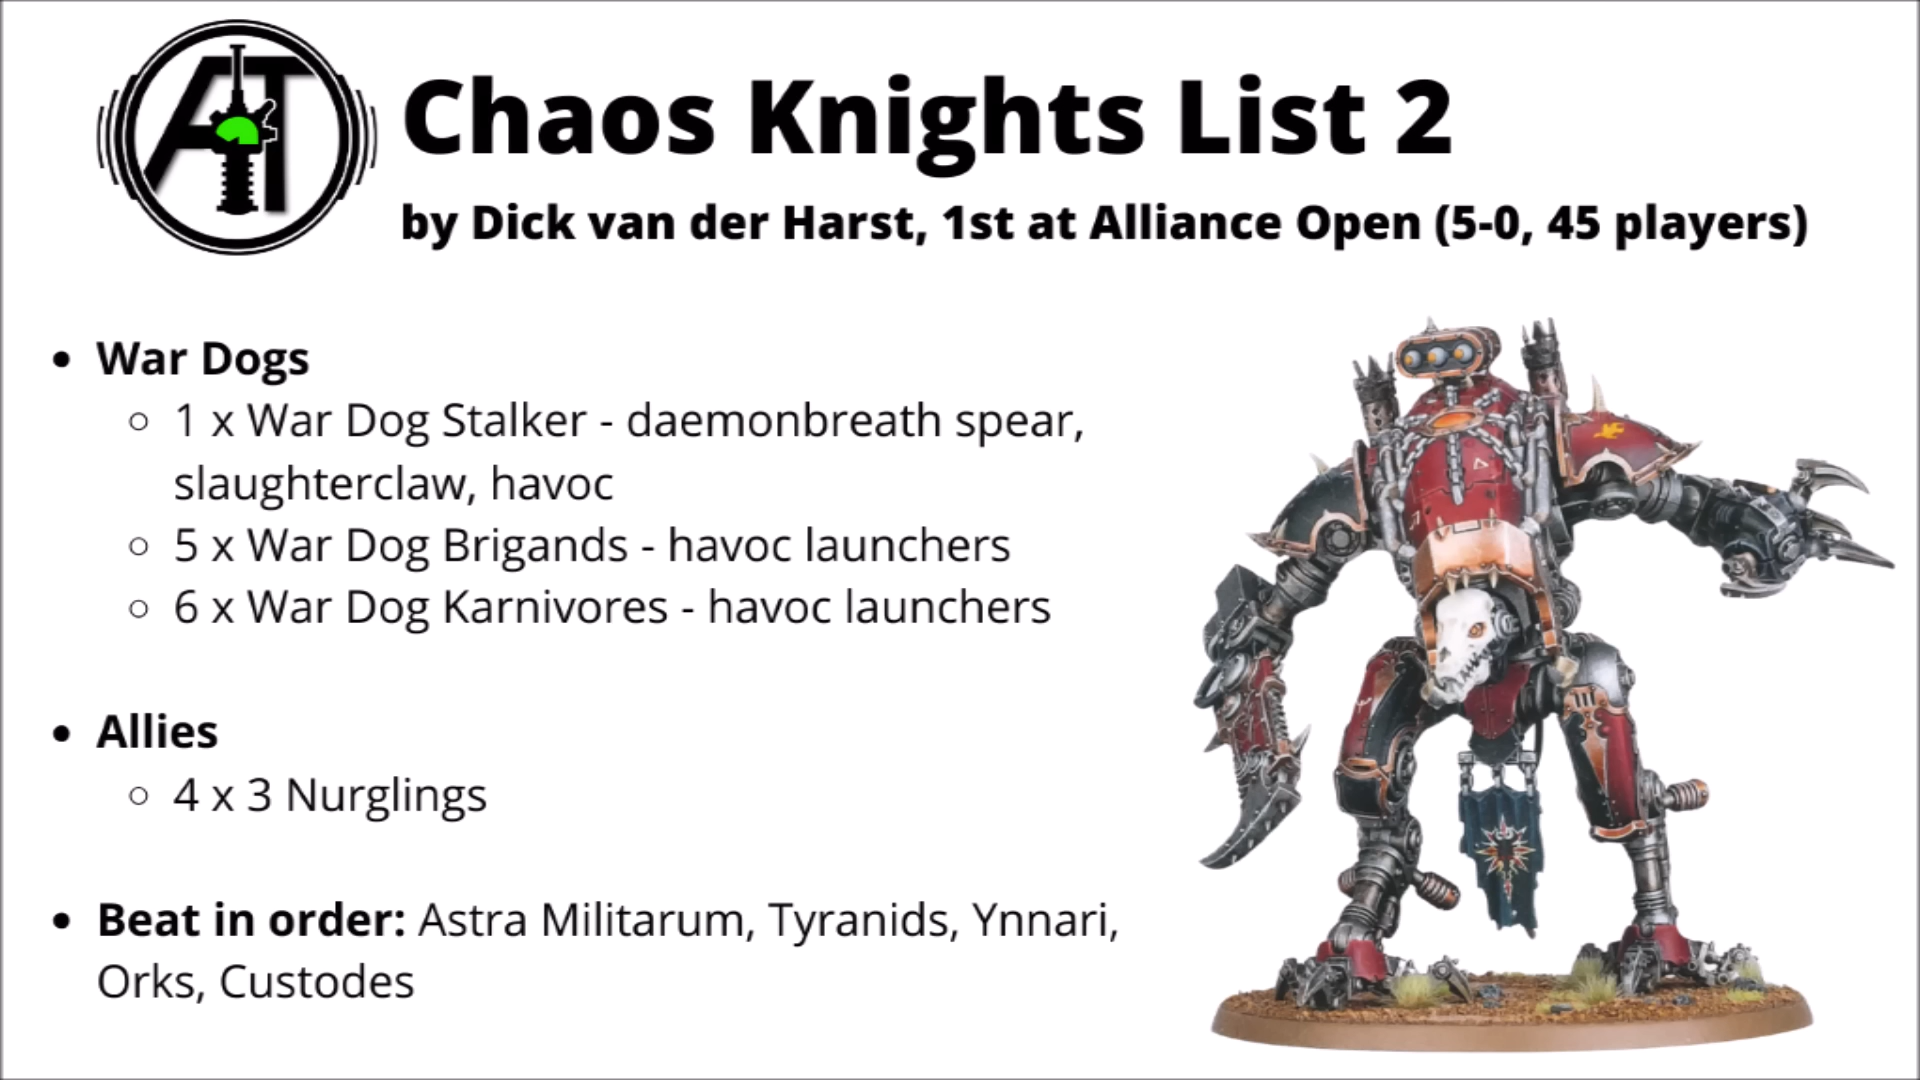 AT
Chaos Knights List 2
by Dick van der Harst, 1st at Alliance Open (5-0, 45 players)
• War Dogs
○ 1 x War Dog Stalker - daemonbreath spear,
slaughterclaw, havoc
○ 5 x War Dog Brigands - havoc launchers
○ 6 x War Dog Karnivores - havoc launchers
• Allies
○ 4 x 3 Nurglings
• Beat in order: Astra Militarum, Tyranids, Ynnari,
Orks, Custodes